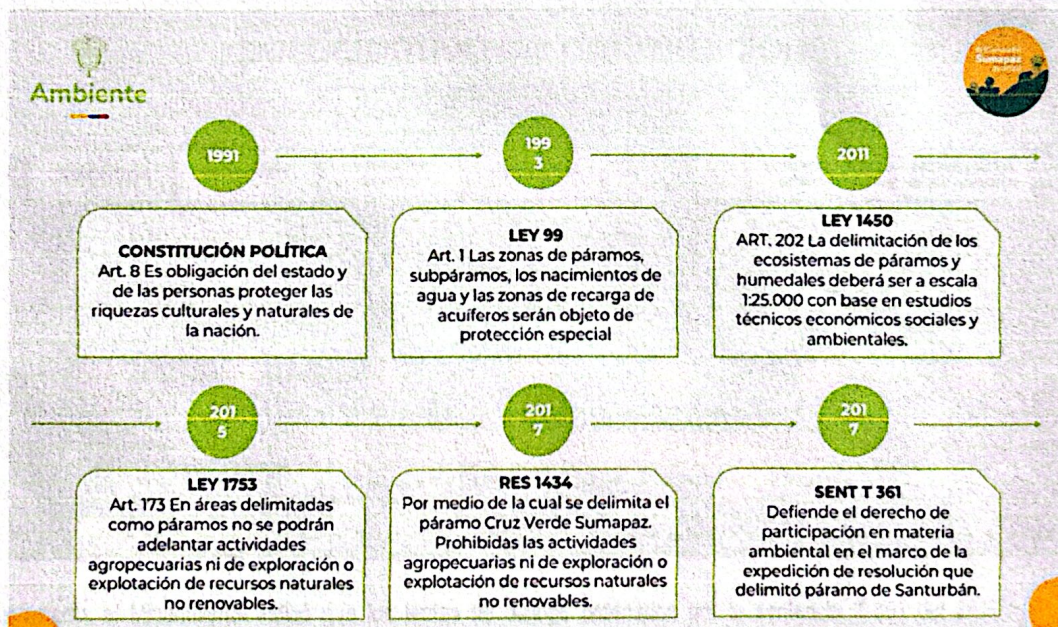 Ambiente
Sumapaz
1991
199
3
2011
CONSTITUCIÓN POLÍTICA
Art. 8 Es obligación del estado y
de las personas proteger las
riquezas culturales y naturales de
la nación.
LEY 99
Art. 1 Las zonas de páramos,
subpáramos, los nacimientos de
agua y las zonas de recarga de
acuíferos serán objeto de
protección especial
LEY 1450
ART. 202 La delimitación de los
ecosistemas de páramos y
humedales deberá ser a escala
1:25.000 con base en estudios
técnicos económicos sociales y
ambientales.
201
5
201
7
201
7
LEY 1753
Art. 173 En áreas delimitadas
como páramos no se podrán
adelantar actividades
agropecuarias ni de exploración o
explotación de recursos naturales
no renovables.
RES 1434
Por medio de la cual se delimita el
páramo Cruz Verde Sumapaz.
Prohibidas las actividades
agropecuarias ni de exploración o
explotación de recursos naturales
no renovables.
SENT T 361
Defiende el derecho de
participación en materia
ambiental en el marco de la
expedición de resolución que
delimitó páramo de Santurbán.